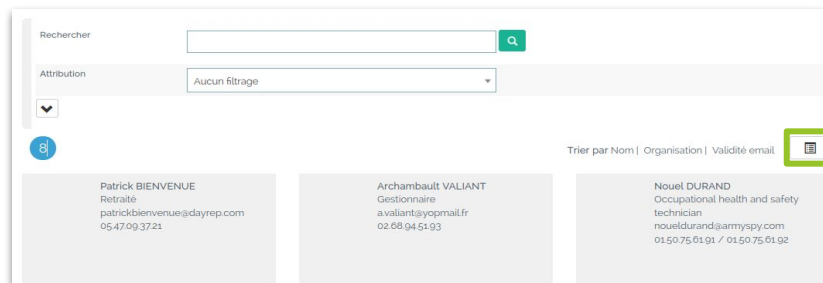 Rechercher
Attribution
Aucun filtrage
8
Trier par Nom | Organisation | Validité email
Patrick BIENVENUE
Retraité
patrickbienvenue@dayrep.com
05.47.09.37.21
Archambault VALIANT
Gestionnaire
a.valiant@yopmail.fr
02.68.94.51.93
Nouel DURAND
Occupational health and safety
technician
noueldurand@armyspy.com
01.50.75.61.91 / 01.50.75.61.92